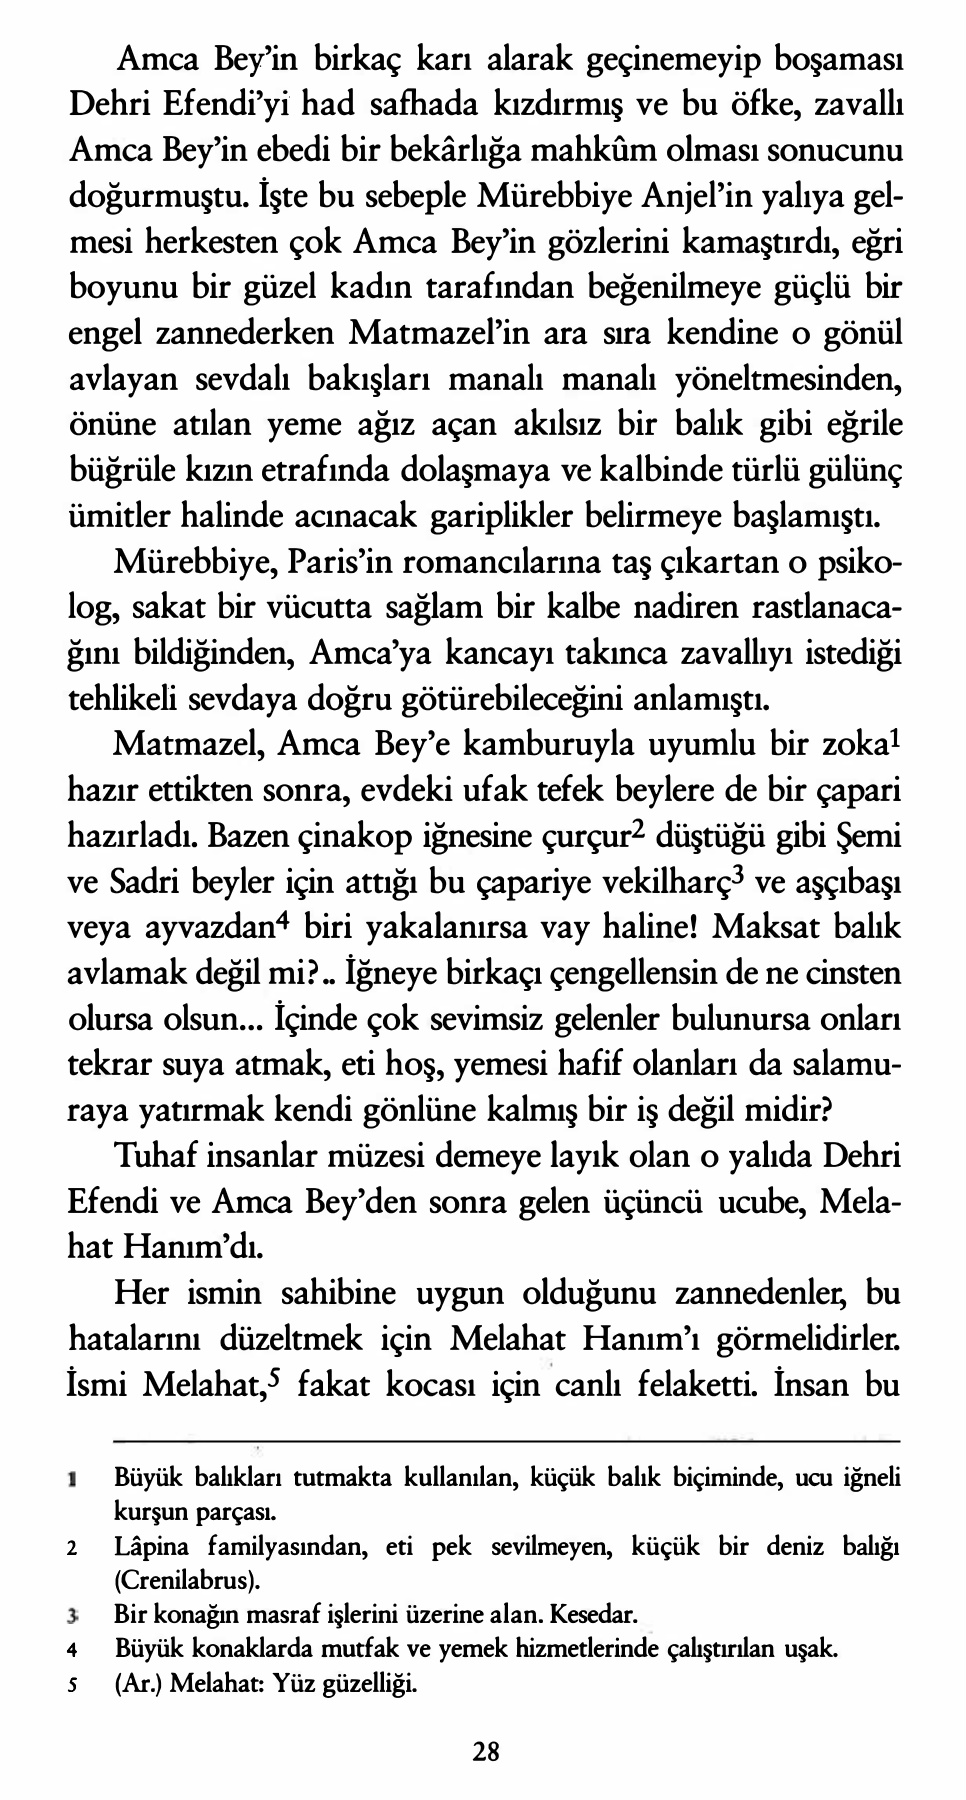 Amca Bey’in birkaç karı alarak geçinemeyip boşaması
Dehri Efendi’yi had safhada kızdırmış ve bu öfke, zavallı
Amca Bey’in ebedi bir bekârlığa mahkûm olması sonucunu
doğurmuştu. İşte bu sebeple Mürebbiye Anjel’in yalıya gel-
mesi herkesten çok Amca Bey’in gözlerini kamaştırdı, eğri
boyunu bir güzel kadın tarafından beğenilmeye güçlü bir
engel zannederken Matmazel’in ara sıra kendine o gönül
avlayan sevdalı bakışları manalı manalı yöneltmesinden,
önüne atılan yeme ağız açan akılsız bir balık gibi eğrile
büğrüle kızın etrafında dolaşmaya ve kalbinde türlü gülünç
ümitler halinde acınacak gariplikler belirmeye başlamıştı.
Mürebbiye, Paris’in romancılarına taş çıkartan o psiko-
log, sakat bir vücutta sağlam bir kalbe nadiren rastlanaca-
ğını bildiğinden, Amca’ya kancayı takınca zavallıyı istediği
tehlikeli sevdaya doğru götürebileceğini anlamıştı.
Matmazel, Amca Bey’e kamburuyla uyumlu bir zoka1
hazır ettikten sonra, evdeki ufak tefek beylere de bir çapari
hazırladı. Bazen çinakop iğnesine çurçur2 düştüğü gibi Şemi
ve Sadri beyler için attığı bu çapariye vekilharç3 ve aşçıbaşı
veya ayvazdan4 biri yakalanırsa vay haline! Maksat balık
avlamak değil mi?.. İğneye birkaçı çengellensin de ne cinsten
olursa olsun... İçinde çok sevimsiz gelenler bulunursa onları
tekrar suya atmak, eti hoş, yemesi hafif olanları da salamu-
raya yatırmak kendi gönlüne kalmış bir iş değil midir?
Tuhaf insanlar müzesi demeye layık olan o yalıda Dehri
Efendi ve Amca Bey’den sonra gelen üçüncü ucube, Mela-
hat Hanım’dı.
Her ismin sahibine uygun olduğunu zannedenler, bu
hatalarını düzeltmek için Melahat Hanım’ı görmelidirler.
İsmi Melahat,5 fakat kocası için canlı felaketti. İnsan bu
1 Büyük balıkları tutmakta kullanılan, küçük balık biçiminde, ucu iğneli
kurşun parçası.
2 Lâpina familyasından, eti pek sevilmeyen, küçük bir deniz balığı
(Crenilabrus).
3 Bir konağın masraf işlerini üzerine alan. Kesedar.
4 Büyük konaklarda mutfak ve yemek hizmetlerinde çalıştırılan uşak.
5 (Ar.) Melahat: Yüz güzelliği.
28